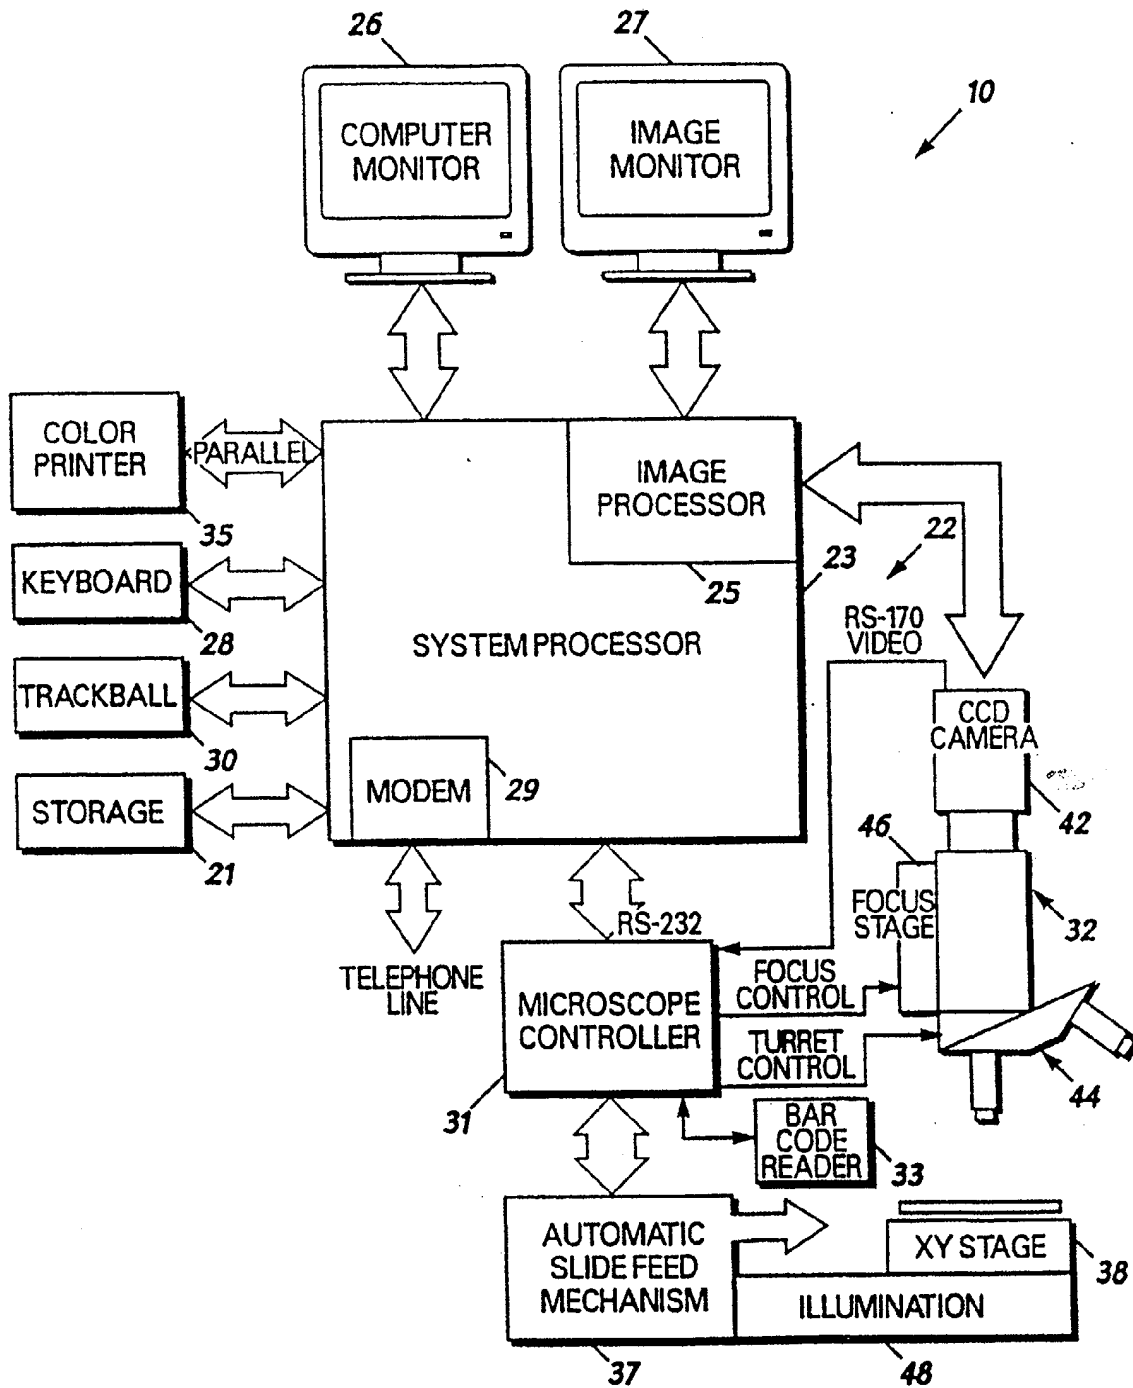 26
27
10
COMPUTER
MONITOR
IMAGE
MONITOR
COLOR
PRINTER
PARALLEL
35
IMAGE
PROCESSOR
25
23
22
KEYBOARD
28
SYSTEM PROCESSOR
RS-170
VIDEO
TRACKBALL
30
CCD
CAMERA
42
MODEM
29
STORAGE
21
46
FOCUS
STAGE
32
RS-232
TELEPHONE
LINE
MICROSCOPE
CONTROLLER
31
FOCUS
CONTROL
TURRET
CONTROL
44
BAR
CODE
READER
33
AUTOMATIC
SLIDE FEED
MECHANISM
37
XY STAGE
38
ILLUMINATION
48